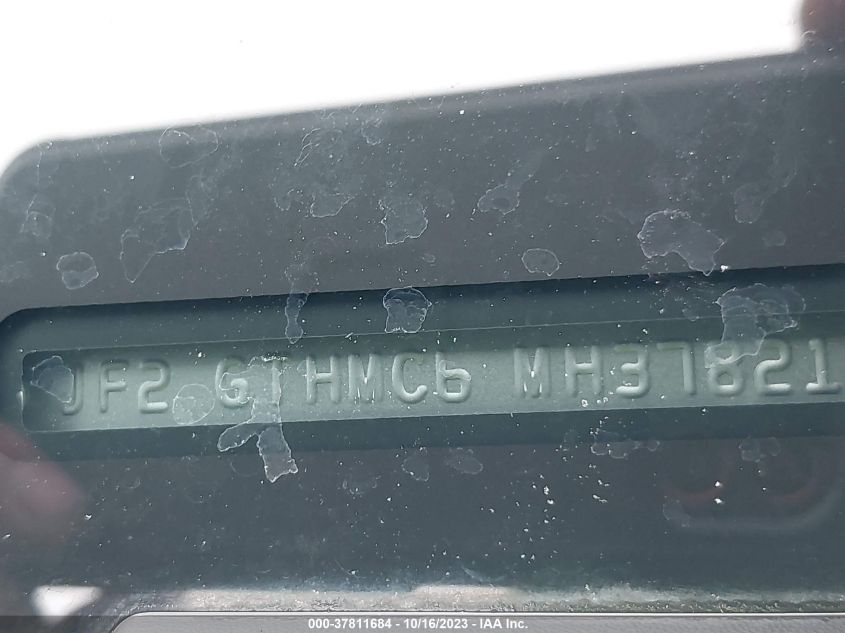 JF2 GTHMC6 MH37821
000-37811684 - 10/16/2023 - IAA Inc.